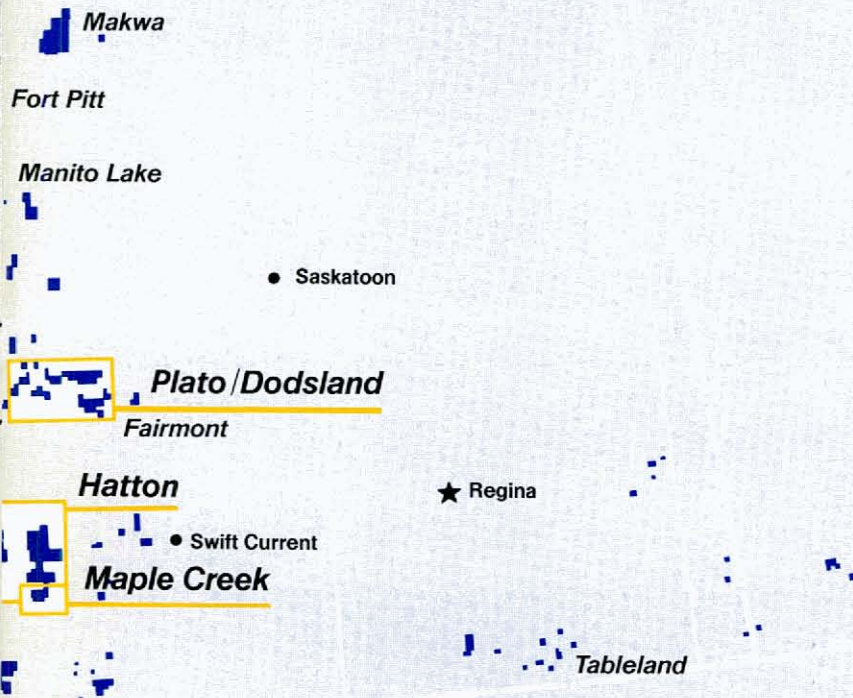 Makwa
Fort Pitt
Manito Lake
Saskatoon
Plato/Dodsland
Fairmont
Hatton
Regina
Swift Current
Maple Creek
Tableland